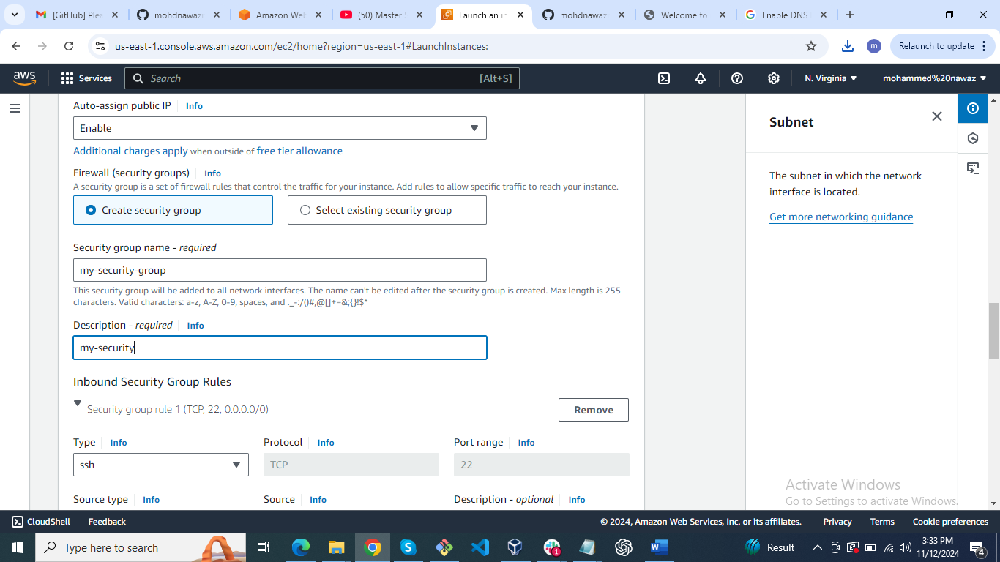 [GitHub] Plea
mohdnawaz
Amazon Web
(50) Master S
Launch an in
mohdnawaz
Welcome to
Enable DNS
us-east-1.console.aws.amazon.com/ec2/home?region=us-east-1#LaunchInstances:
m
Relaunch to update
aws
Services
Search
[Alt+S]
N. Virginia
mohammed%20nawaz
Auto-assign public IP
Info
Enable
Additional charges apply when outside of free tier allowance
Firewall (security groups)
Info
A security group is a set of firewall rules that control the traffic for your instance. Add rules to allow specific traffic to reach your instance.
Create security group
Select existing security group
Security group name - required
my-security-group
This security group will be added to all network interfaces. The name can't be edited after the security group is created. Max length is 255
characters. Valid characters: a-z, A-Z, 0-9, spaces, and ._-:/()#,@[]+=&;{}!$*
Description - required
Info
my-security
Inbound Security Group Rules
Security group rule 1 (TCP, 22, 0.0.0.0/0)
Remove
Type
Info
Protocol
Info
Port range
Info
ssh
TCP
22
Source type
Info
Source
Info
Description - optional
Info
Subnet
The subnet in which the network
interface is located.
Get more networking guidance
Activate Windows
Go to Settings to activate Windows.
CloudShell
Feedback
© 2024, Amazon Web Services, Inc. or its affiliates.
Privacy
Terms
Cookie preferences
Type here to search
1
Result
3:33 PM
11/12/2024
4